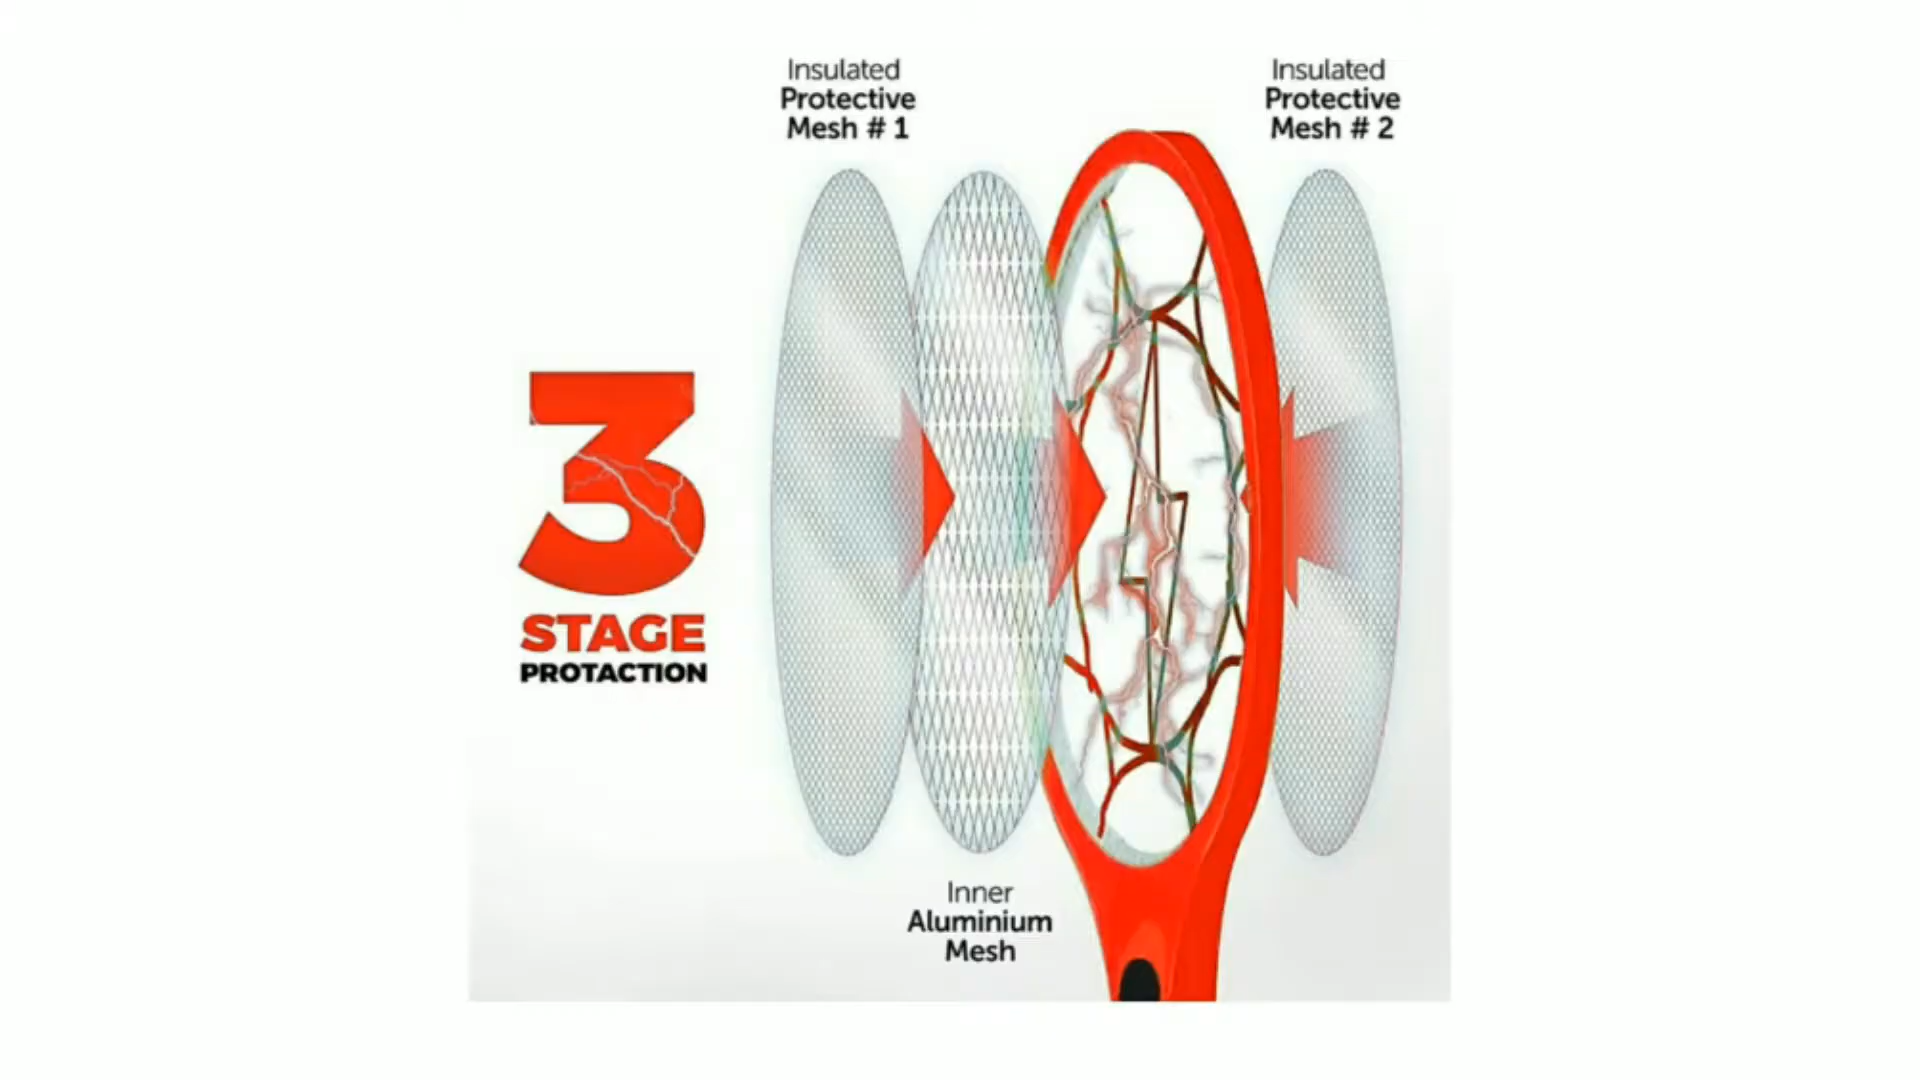 Insulated
Protective
Mesh # 1
Insulated
Protective
Mesh # 2
3
STAGE
PROTACTION
Inner
Aluminium
Mesh